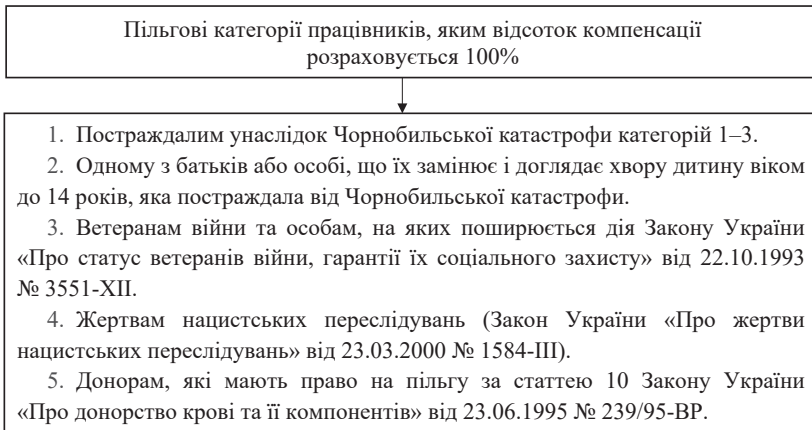 Пільгові категорії працівників, яким відсоток компенсації
розраховується 100%
1. Постраждалим унаслідок Чорнобильської катастрофи категорій 1–3.
2. Одному з батьків або особі, що їх замінює і доглядає хвору дитину віком
до 14 років, яка постраждала від Чорнобильської катастрофи.
3. Ветеранам війни та особам, на яких поширюється дія Закону України
«Про статус ветеранів війни, гарантії їх соціального захисту» від 22.10.1993
№ 3551-XII.
4. Жертвам нацистських переслідувань (Закон України «Про жертви
нацистських переслідувань» від 23.03.2000 № 1584-III).
5. Донорам, які мають право на пільгу за статтею 10 Закону України
«Про донорство крові та її компонентів» від 23.06.1995 № 239/95-ВР.